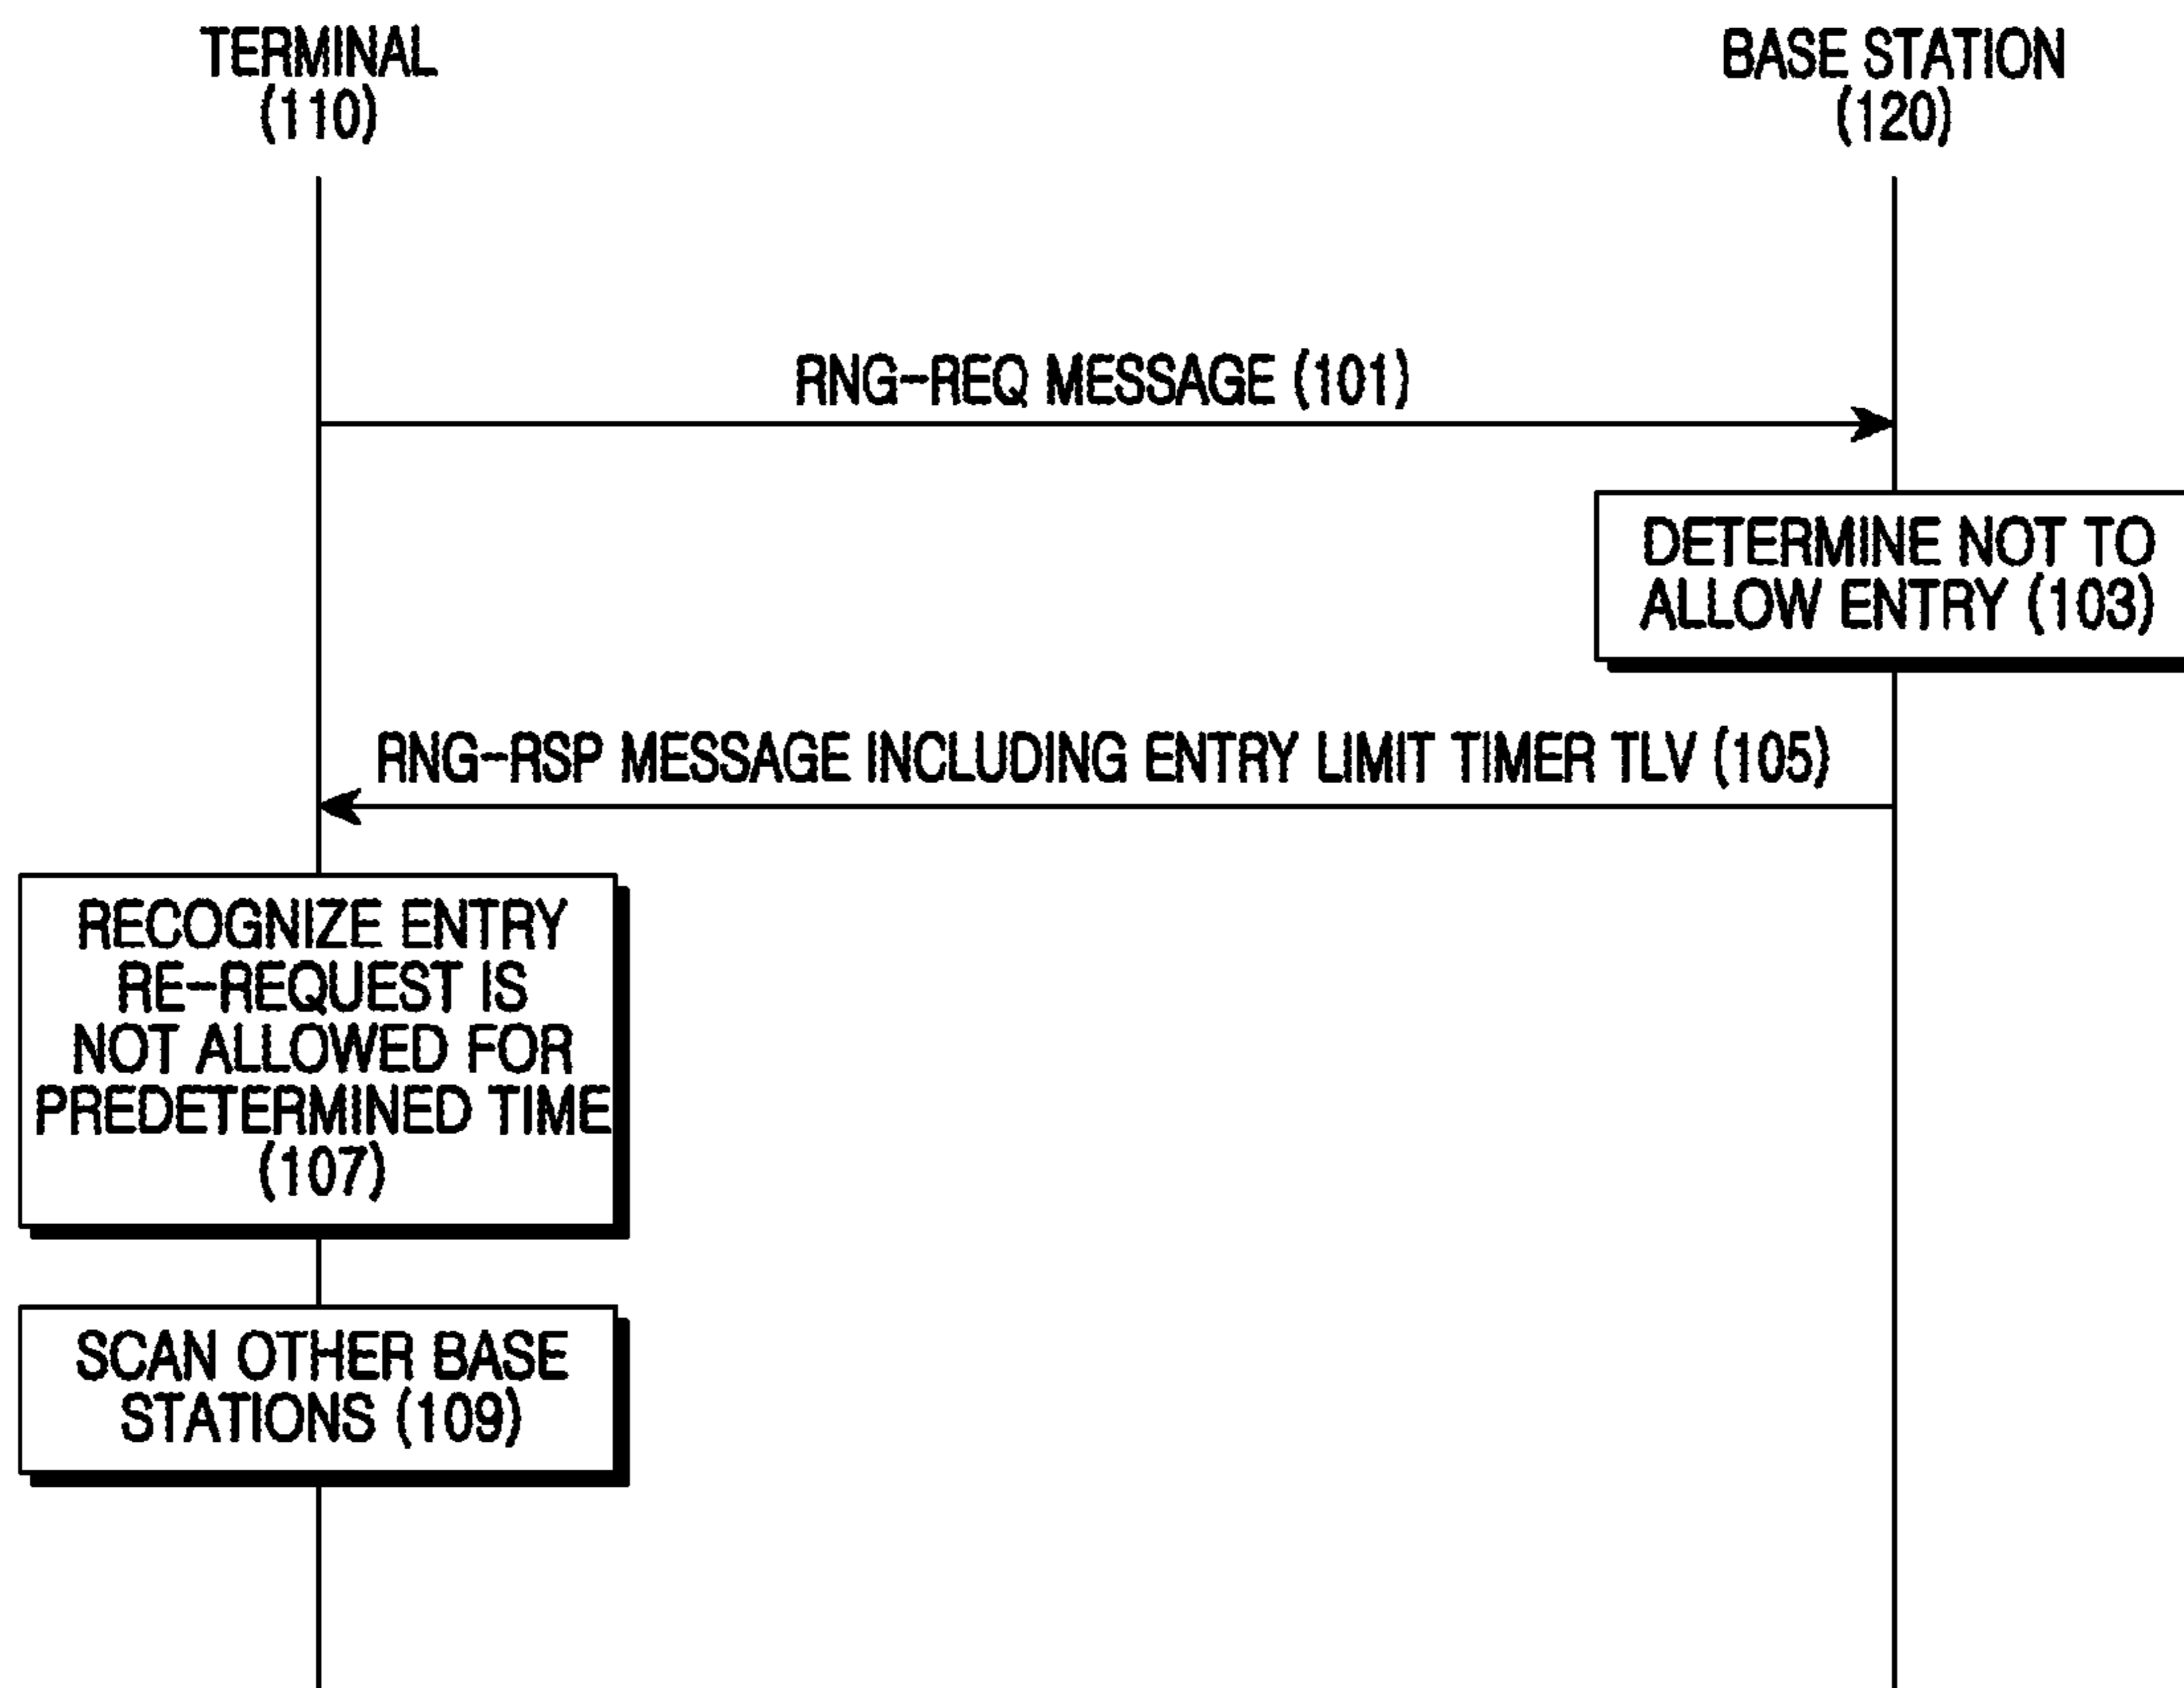 TERMINAL
(110)
BASE STATION
(120)
RNG-REQ MESSAGE (101)
DETERMINE NOT TO
ALLOW ENTRY (103)
RNG-RSP MESSAGE INCLUDING ENTRY LIMIT TIMER TLV (105)
RECOGNIZE ENTRY
RE-REQUEST IS
NOT ALLOWED FOR
PREDETERMINED TIME
(107)
SCAN OTHER BASE
STATIONS (109)